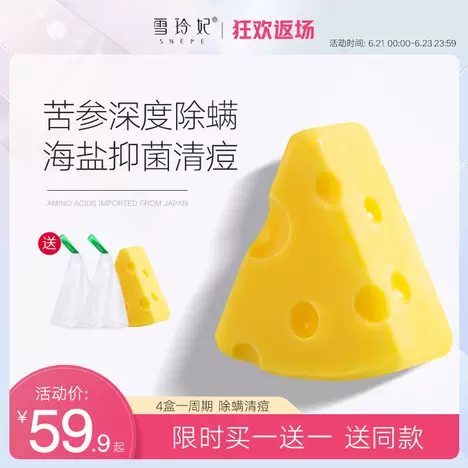 雪玲妃®
SNEPE
狂欢返场
活动时间: 6.21 00:00-6.23 23:59
苦参深度除螨
海盐抑菌清痘
AMINO ACIDS IMPORTED FROM JAPAN
送
活动价:
¥59.9起
4盒一周期 除螨清痘
限时买一送一 送同款